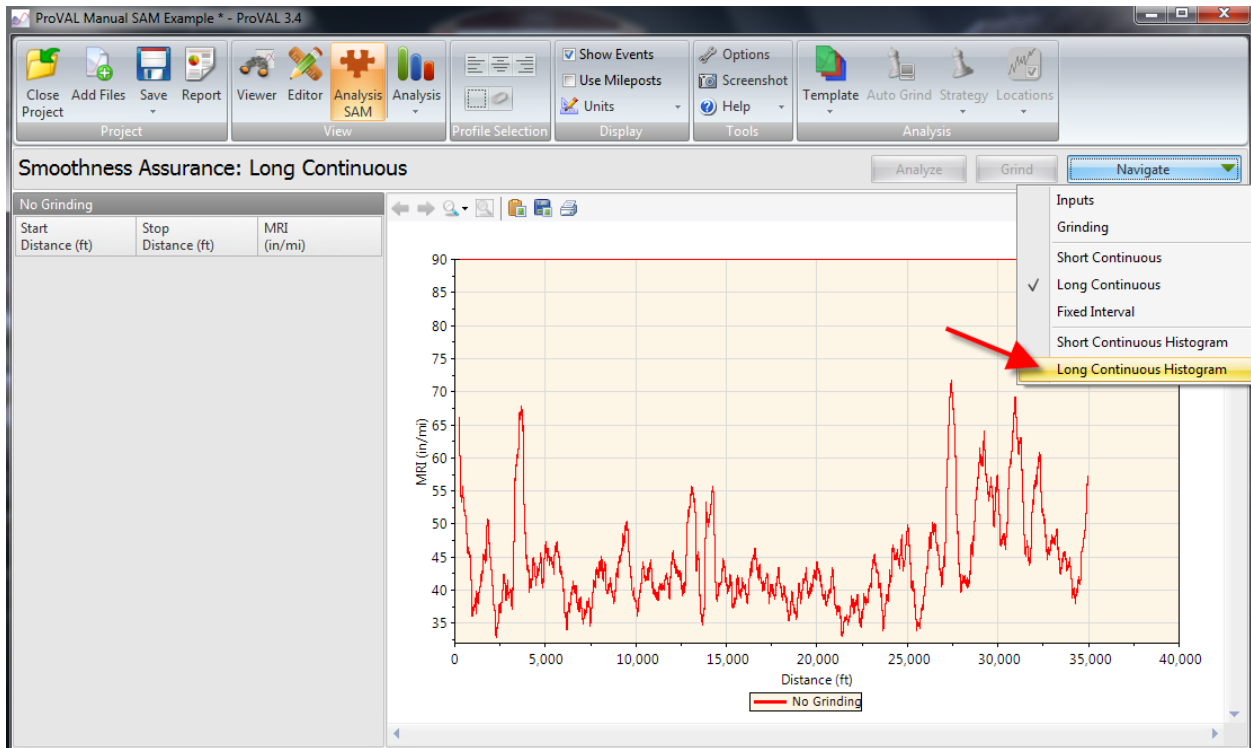 ProVAL Manual SAM Example * - ProVAL 3.4
Show Events
Options
Use Mileposts
Screenshot
Close Project
Add Files
Save
Report
Viewer
Editor
Analysis SAM
Analysis
Units
Help
Template
Auto Grind
Strategy
Locations
Project
View
Profile Selection
Display
Tools
Analysis
Smoothness Assurance: Long Continuous
Analyze
Grind
Navigate
No Grinding
Start
Distance (ft)
Stop
Distance (ft)
MRI
(in/mi)
Inputs
Grinding
Short Continuous
Long Continuous
Fixed Interval
Short Continuous Histogram
Long Continuous Histogram
90
85
80
75
70
65
60
55
50
45
40
35
MRI (in/mi)
0
5,000
10,000
15,000
20,000
25,000
30,000
35,000
40,000
Distance (ft)
No Grinding